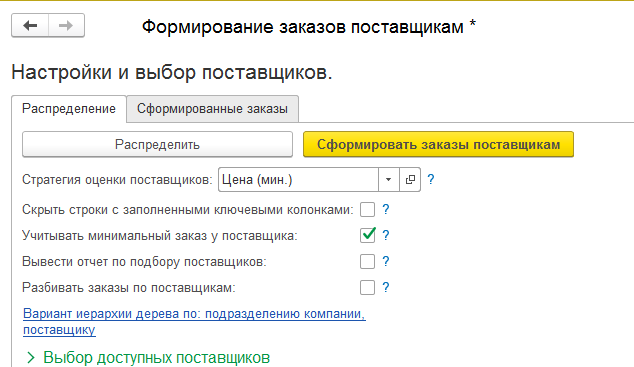 Формирование заказов поставщикам *
Настройки и выбор поставщиков.
Распределение Сформированные заказы
Распределить Сформировать заказы поставщикам
Стратегия оценки поставщиков: Цена (мин.) ?
Скрыть строки с заполненными ключевыми колонками: ?
Учитывать минимальный заказ у поставщика: ?
Вывести отчет по подбору поставщиков: ?
Разбивать заказы по поставщикам: ?
Вариант иерархии дерева по: подразделению компании,
поставщику
Выбор доступных поставщиков